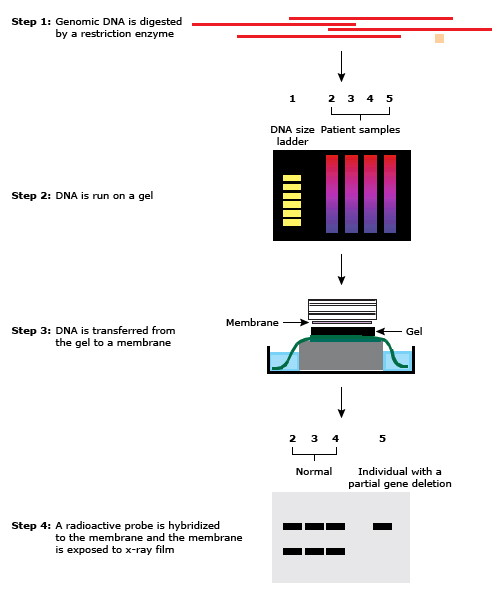 Step 1: Genomic DNA is digested
by a restriction enzyme
1 2 3 4 5
DNA size
ladder
Patient samples
Step 2: DNA is run on a gel
Membrane
Gel
Step 3: DNA is transferred from
the gel to a membrane
2 3 4 5
Normal
Individual with a
partial gene deletion
Step 4: A radioactive probe is hybridized
to the membrane and the membrane
is exposed to x-ray film